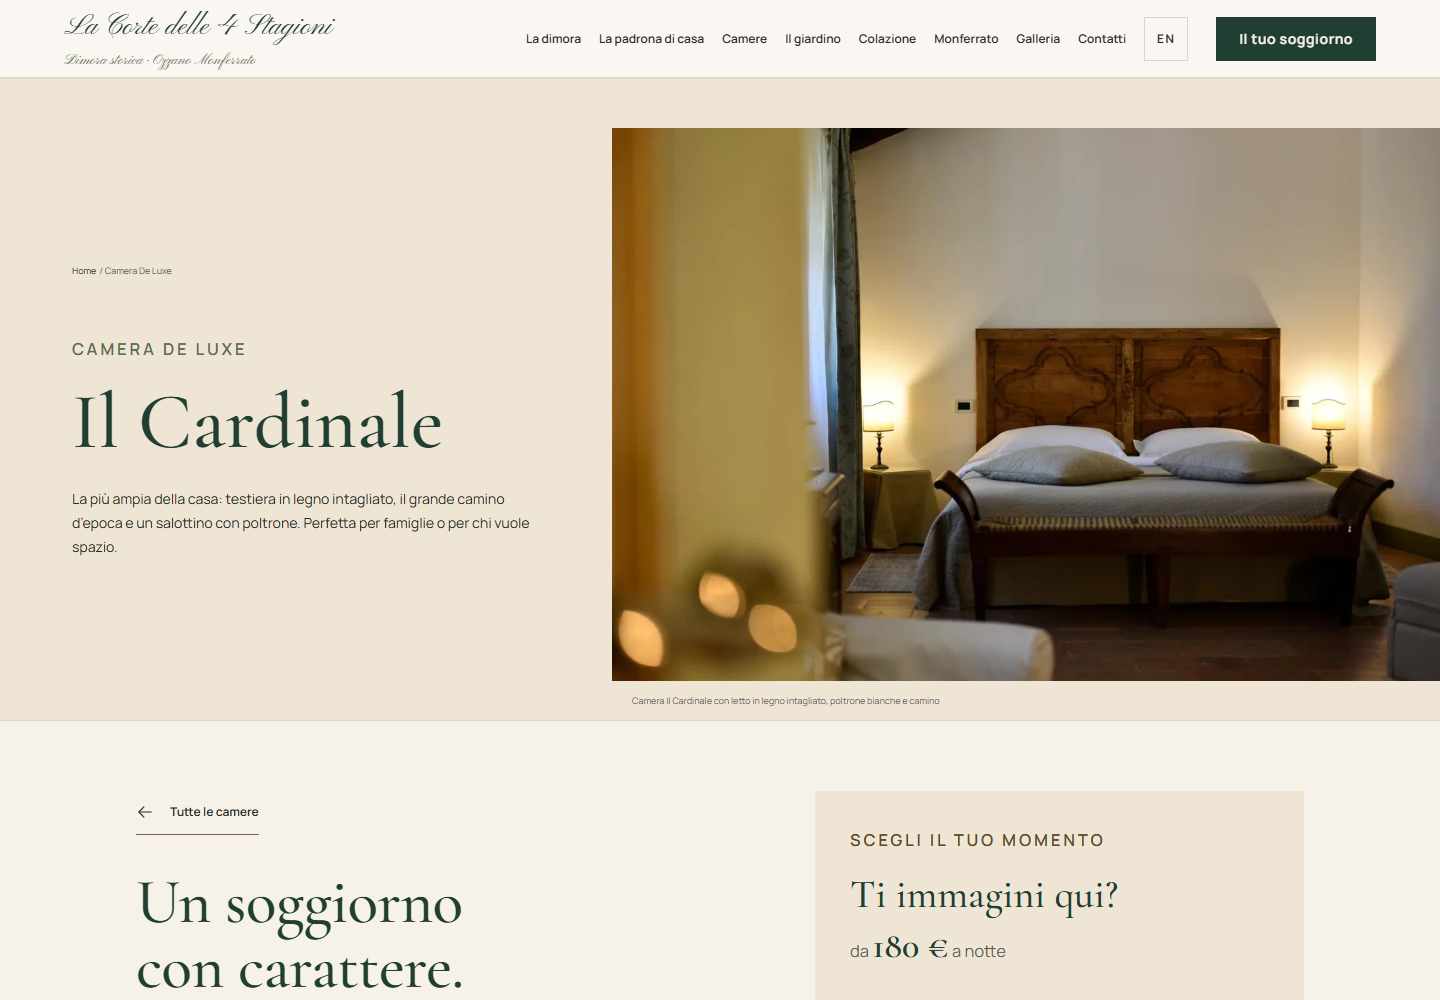 La Corte delle 4 Stagioni
Dimora storica - Ozzano Monferrato
La dimora
La padrona di casa
Camere
Il giardino
Colazione
Monferrato
Galleria
Contatti
EN
Il tuo soggiorno
Home / Camera De Luxe
CAMERA DE LUXE
Il Cardinale
La più ampia della casa: testiera in legno intagliato, il grande camino
d'epoca e un salottino con poltrone. Perfetta per famiglie o per chi vuole
spazio.
Camera Il Cardinale con letto in legno intagliato, poltrone bianche e camino
Tutte le camere
Un soggiorno
con carattere.
SCEGLI IL TUO MOMENTO
Ti immagini qui?
da 180 € a notte